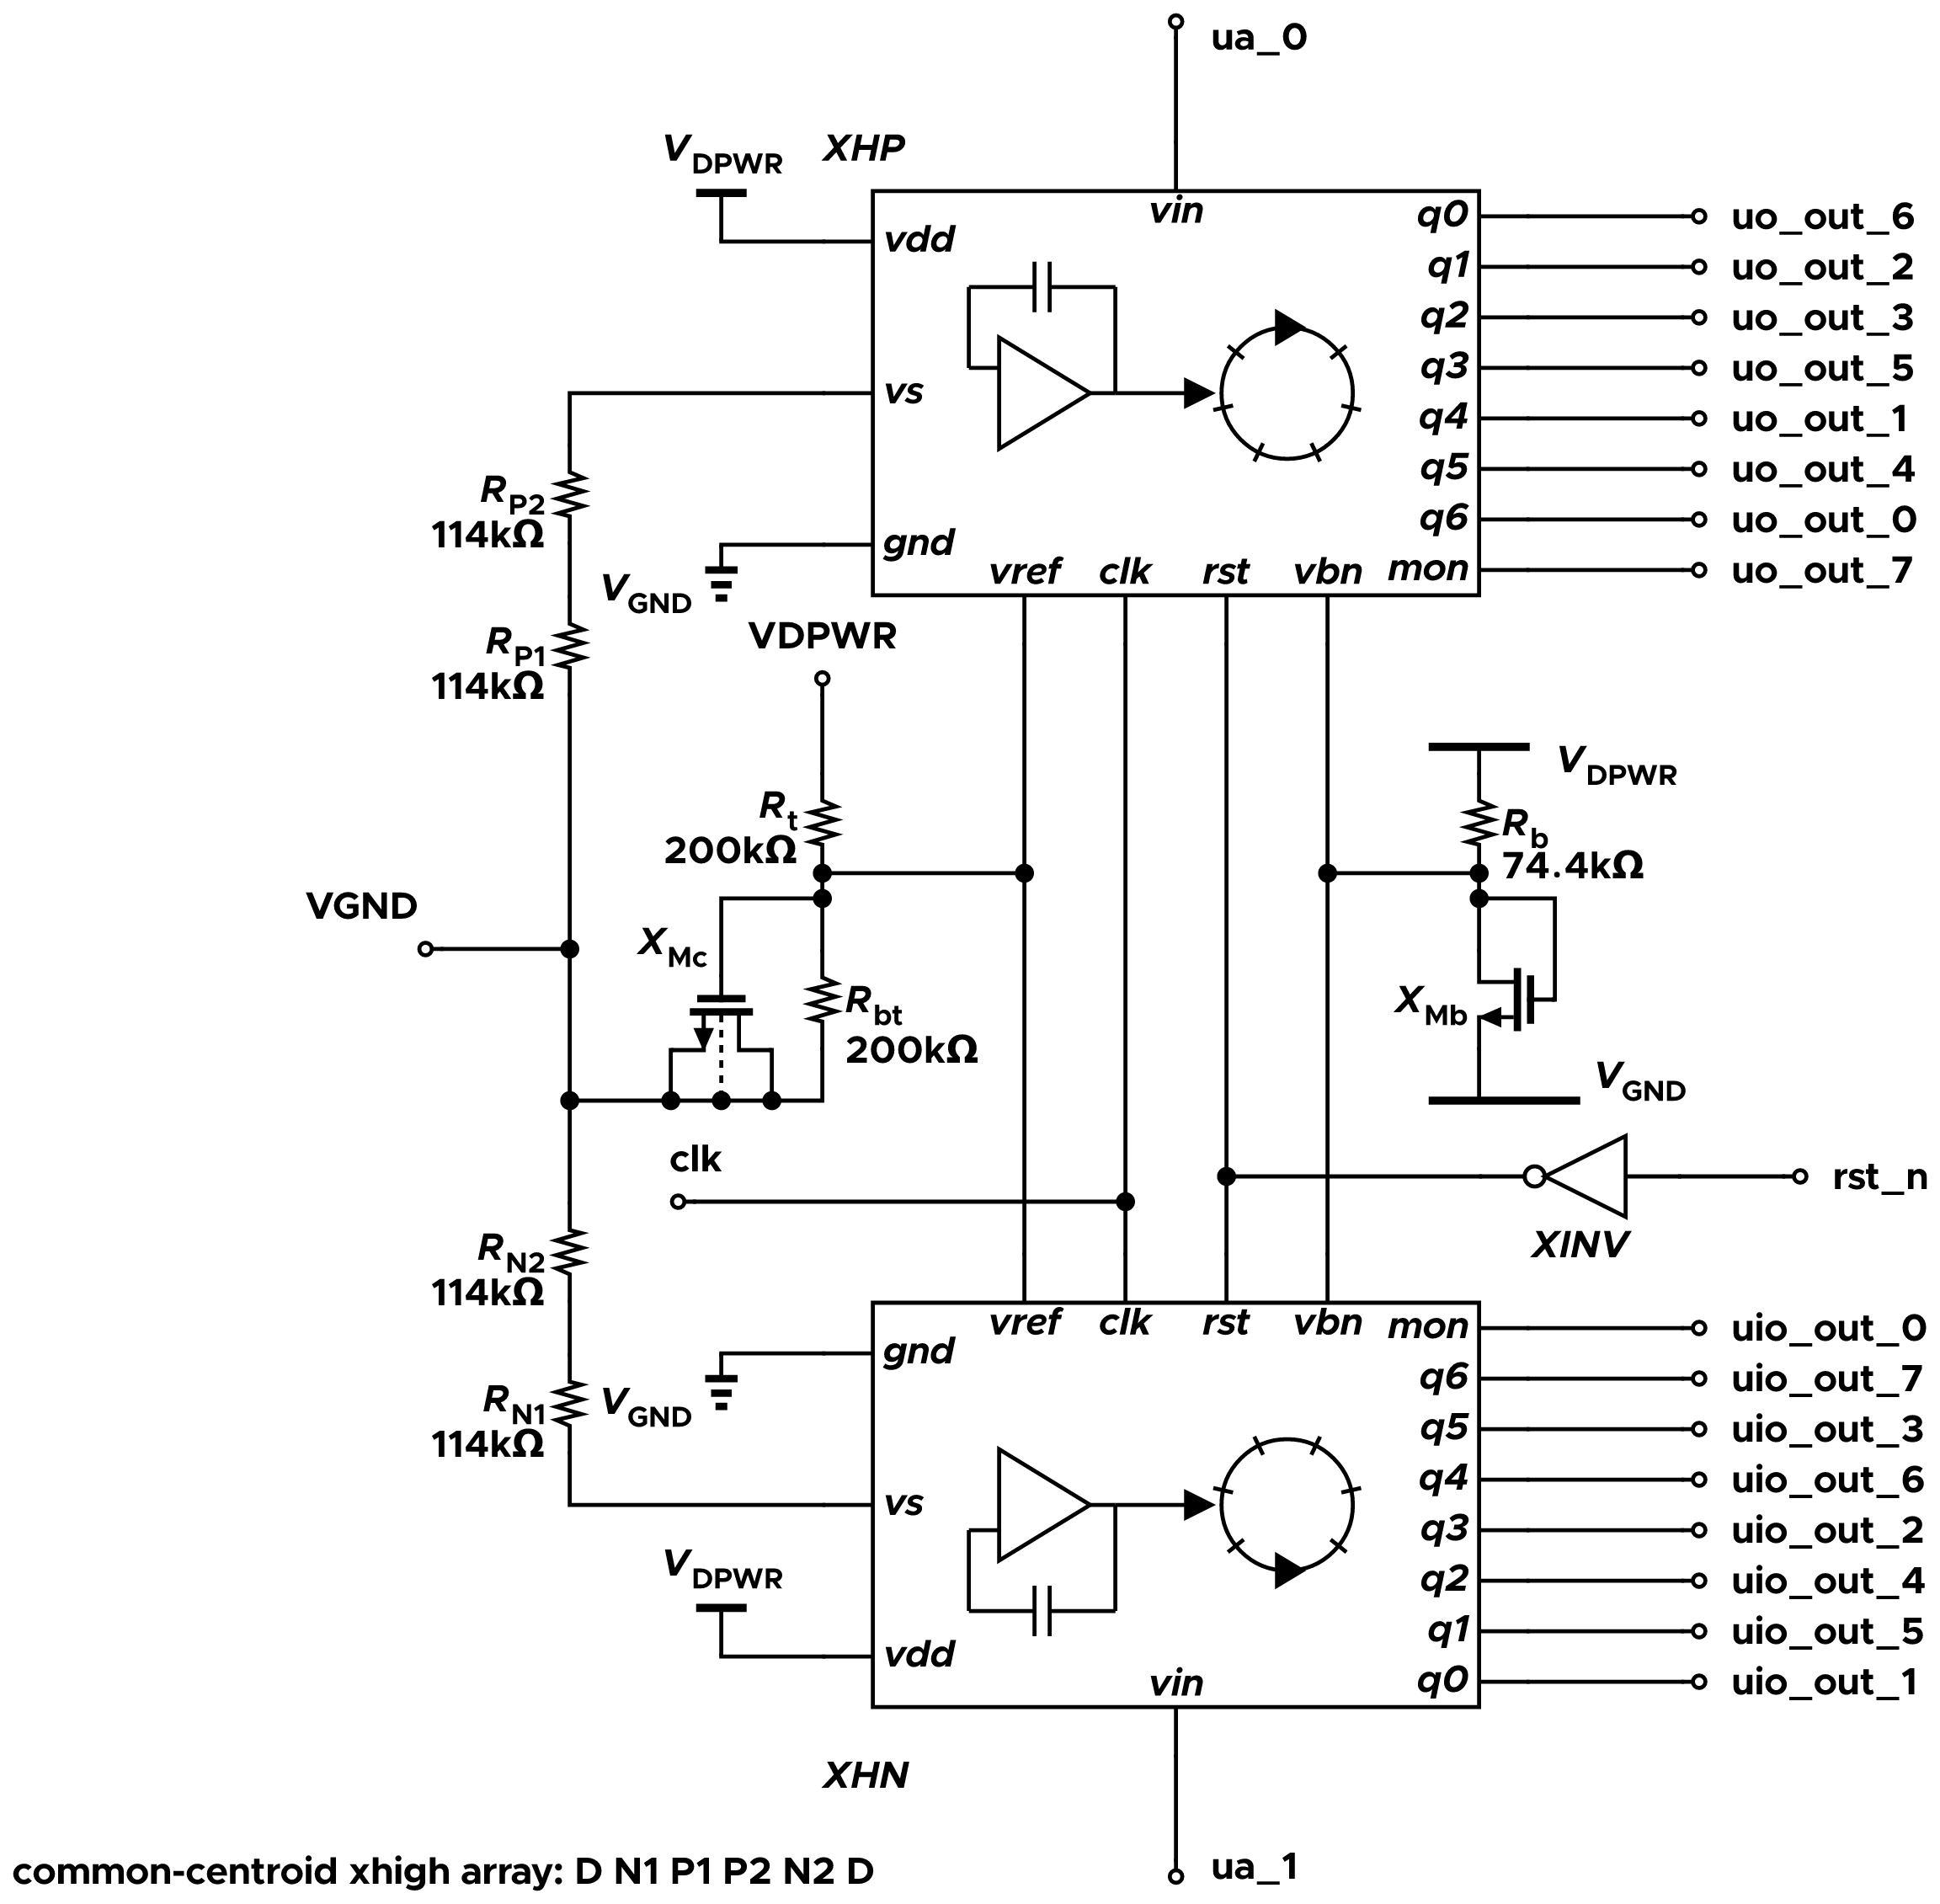 ua_0
VDPWR XHP
vin
q0 uo_out_6
vdd
q1 uo_out_2
q2 uo_out_3
q3 uo_out_5
vs
q4 uo_out_1
q5 uo_out_4
RP2
114kΩ
q6 uo_out_0
gnd
vref clk rst vbn mon uo_out_7
VGND
RP1
114kΩ
VDPWR
VDPWR
Rt
200kΩ
Rb
74.4kΩ
VGND
XMc
Rbt
200kΩ
XMb
VGND
clk
rst_n
XINV
RN2
114kΩ
vref clk rst vbn mon uio_out_0
gnd
q6 uio_out_7
RN1
114kΩ
VGND
q5 uio_out_3
q4 uio_out_6
vs
q3 uio_out_2
VDPWR
q2 uio_out_4
q1 uio_out_5
vdd
vin
q0 uio_out_1
XHN
common-centroid xhigh array: D N1 P1 P2 N2 D
ua_1